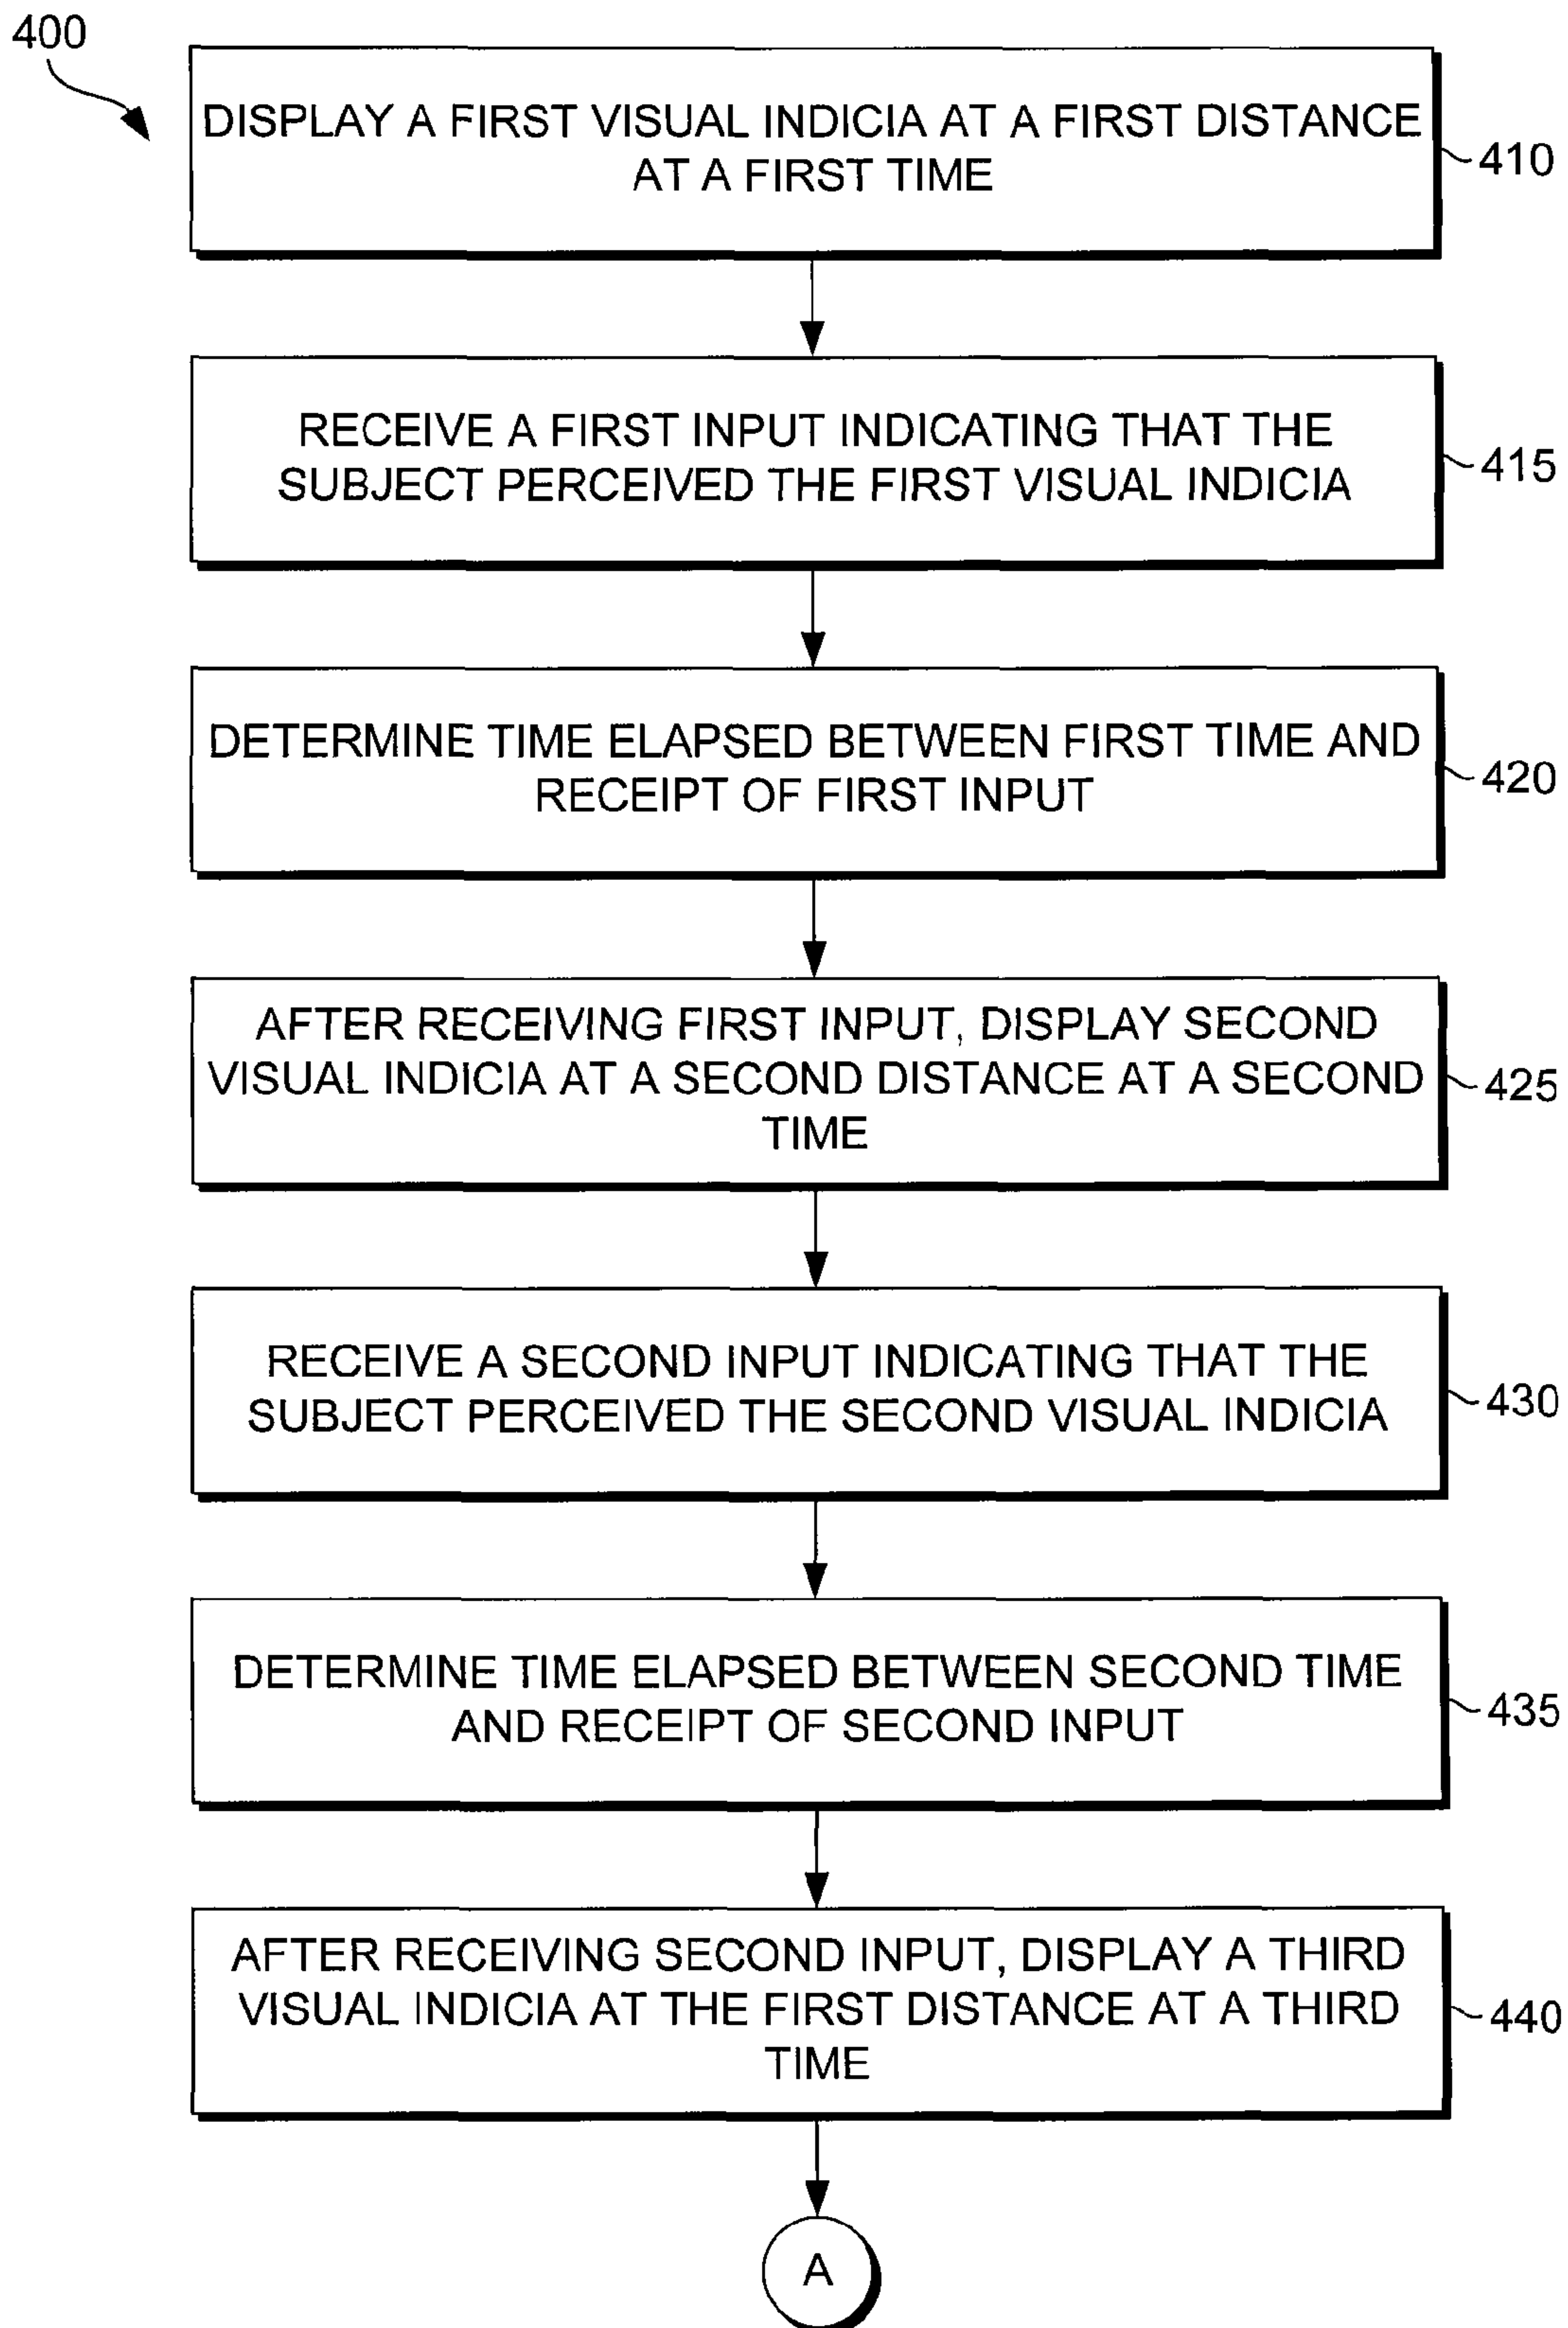 400
DISPLAY A FIRST VISUAL INDICIA AT A FIRST DISTANCE
AT A FIRST TIME
410
RECEIVE A FIRST INPUT INDICATING THAT THE
SUBJECT PERCEIVED THE FIRST VISUAL INDICIA
415
DETERMINE TIME ELAPSED BETWEEN FIRST TIME AND
RECEIPT OF FIRST INPUT
420
AFTER RECEIVING FIRST INPUT, DISPLAY SECOND
VISUAL INDICIA AT A SECOND DISTANCE AT A SECOND
TIME
425
RECEIVE A SECOND INPUT INDICATING THAT THE
SUBJECT PERCEIVED THE SECOND VISUAL INDICIA
430
DETERMINE TIME ELAPSED BETWEEN SECOND TIME
AND RECEIPT OF SECOND INPUT
435
AFTER RECEIVING SECOND INPUT, DISPLAY A THIRD
VISUAL INDICIA AT THE FIRST DISTANCE AT A THIRD
TIME
440
A